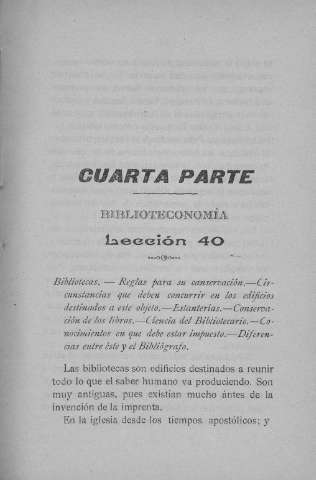 CUARTA PARTE
BIBLIOTECONOMÍA
Lección 40
Bibliotecas. — Reglas para su canservación.—Cir-
cunstancias que deben concurrir en los edificios
destinados a este objeto.—Estanterías.—Conserva-
ción de los libros.—Ciencia del Bibliotecario.—Co-
nocimientos en que debe estar impuesto.—Diferen-
cias entre éste y el Bibliógrafo.
Las bibliotecas son edificios destinados a reunir
todo lo que el saber humano va produciendo. Son
muy antiguas, pues existían mucho ántes de la
invención de la imprenta.
En la iglesia desde los tiempos apostólicos; y